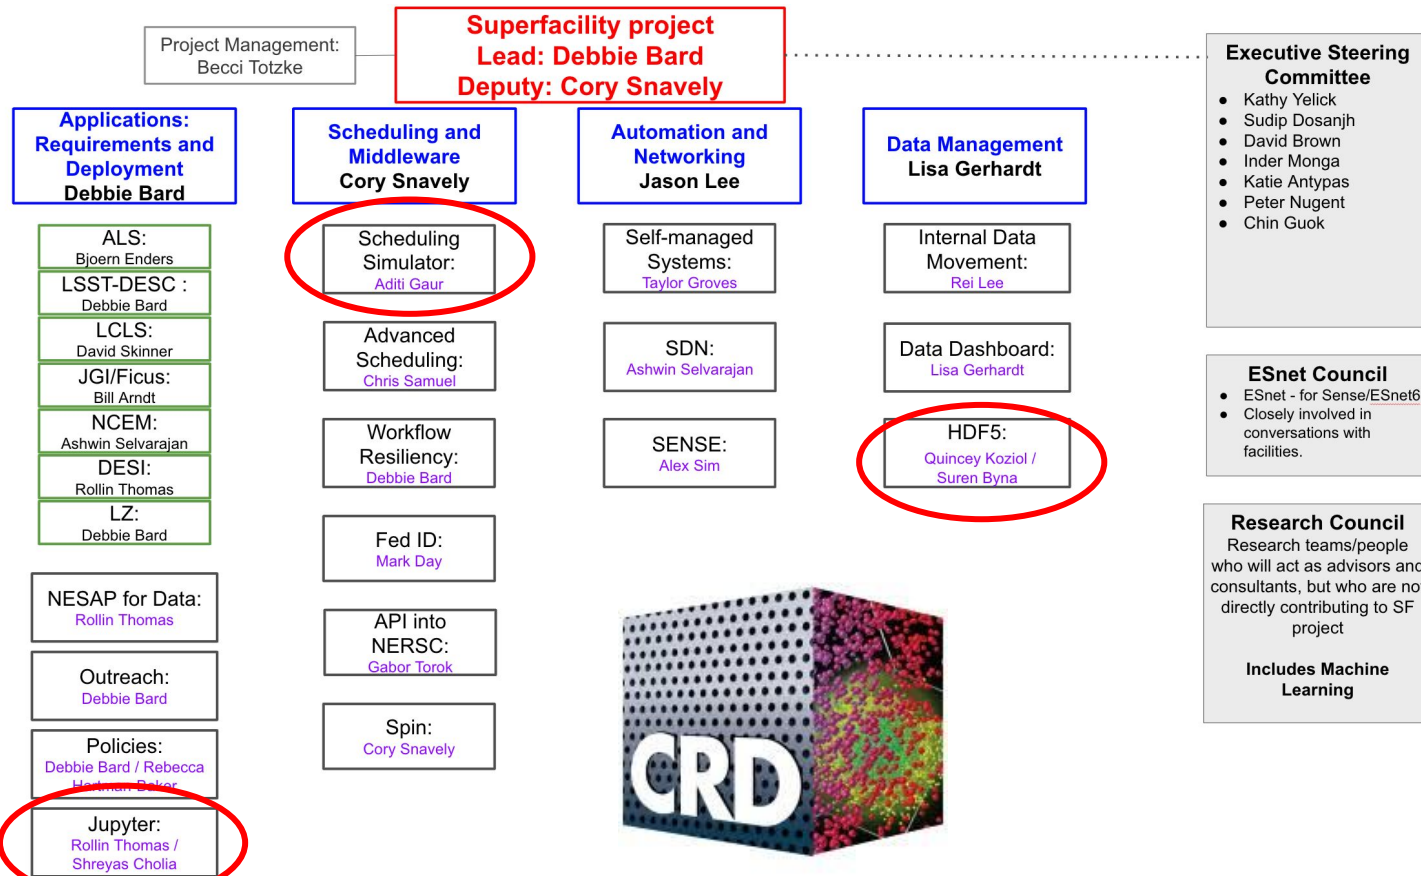 Project Management:
Becci Totzke
Superfacility project
Lead: Debbie Bard
Deputy: Cory Snavely
Applications:
Requirements and
Deployment
Debbie Bard
ALS:
Bjoern Enders
LSST-DESC :
Debbie Bard
LCLS:
David Skinner
JGI/Ficus:
Bill Arndt
NCEM:
Ashwin Selvarajan
DESI:
Rollin Thomas
LZ:
Debbie Bard
NESAP for Data:
Rollin Thomas
Outreach:
Debbie Bard
Policies:
Debbie Bard / Rebecca
Hartman-Baker
Jupyter:
Rollin Thomas /
Shreyas Cholia
Scheduling and
Middleware
Cory Snavely
Scheduling
Simulator:
Aditi Gaur
Advanced
Scheduling:
Chris Samuel
Workflow
Resiliency:
Debbie Bard
Fed ID:
Mark Day
API into
NERSC:
Gabor Torok
Spin:
Cory Snavely
Automation and
Networking
Jason Lee
Self-managed
Systems:
Taylor Groves
SDN:
Ashwin Selvarajan
SENSE:
Alex Sim
Data Management
Lisa Gerhardt
Internal Data
Movement:
Rei Lee
Data Dashboard:
Lisa Gerhardt
HDF5:
Quincey Koziol /
Suren Byna
CRD
Executive Steering
Committee
● Kathy Yelick
● Sudip Dosanjh
● David Brown
● Inder Monga
● Katie Antypas
● Peter Nugent
● Chin Guok
ESnet Council
● ESnet - for Sense/ESnet6
● Closely involved in
conversations with
facilities.
Research Council
Research teams/people
who will act as advisors and
consultants, but who are not
directly contributing to SF
project
Includes Machine
Learning